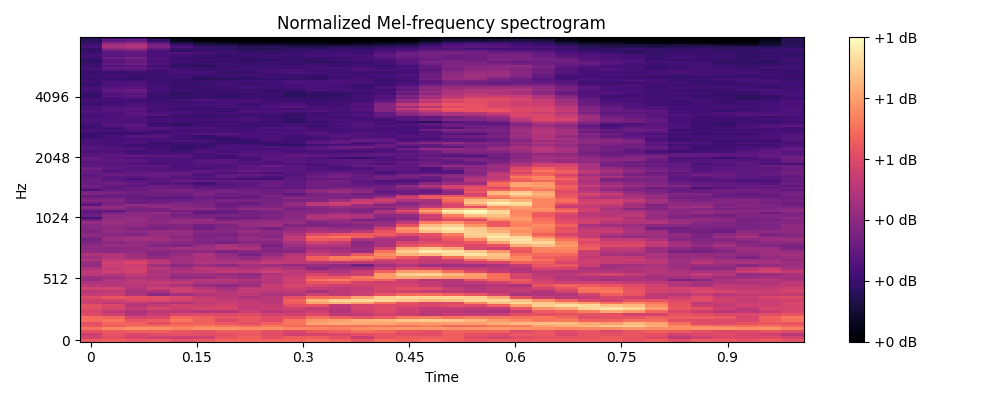 Normalized Mel-frequency spectrogram
Hz
4096
2048
1024
512
0
0 0.15 0.3 0.45 0.6 0.75 0.9
Time
+1 dB
+1 dB
+1 dB
+0 dB
+0 dB
+0 dB